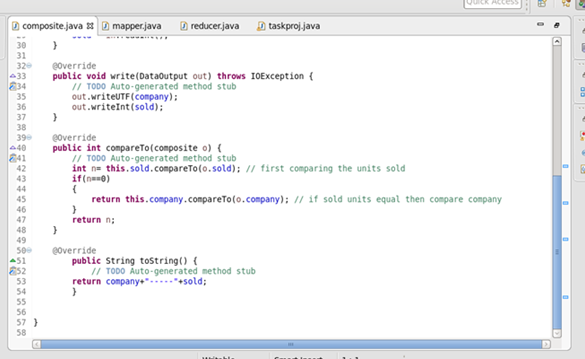 Quick Access
composite.java mapper.java reducer.java taskproj.java
30 }
31
32 @Override
33 public void write(DataOutput out) throws IOException {
34 // TODO Auto-generated method stub
35 out.writeUTF(company);
36 out.writeInt(sold);
37 }
38
39 @Override
40 public int compareTo(composite o) {
41 // TODO Auto-generated method stub
42 int n= this.sold.compareTo(o.sold); // first comparing the units sold
43 if(n==0)
44 {
45 return this.company.compareTo(o.company); // if sold units equal then compare company
46 }
47 return n;
48 }
49
50 @Override
51 public String toString() {
52 // TODO Auto-generated method stub
53 return company+"-----"+sold;
54 }
55
56
57 }
58